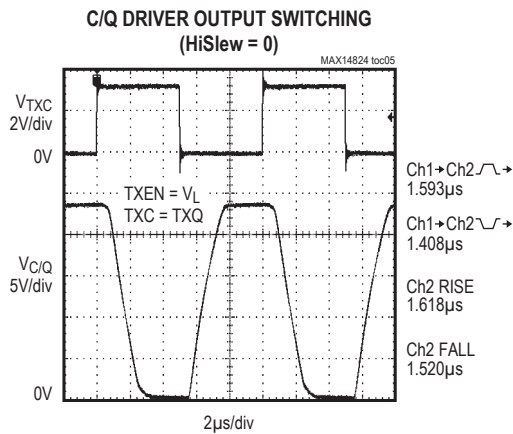 C/Q DRIVER OUTPUT SWITCHING
(HiSlew = 0)
MAX14824 toc05
VTXC
2V/div
0V
TXEN = VL
TXC = TXQ
VC/Q
5V/div
0V
2µs/div
Ch1→Ch2
1.593µs
Ch1→Ch2
1.408µs
Ch2 RISE
1.618µs
Ch2 FALL
1.520µs